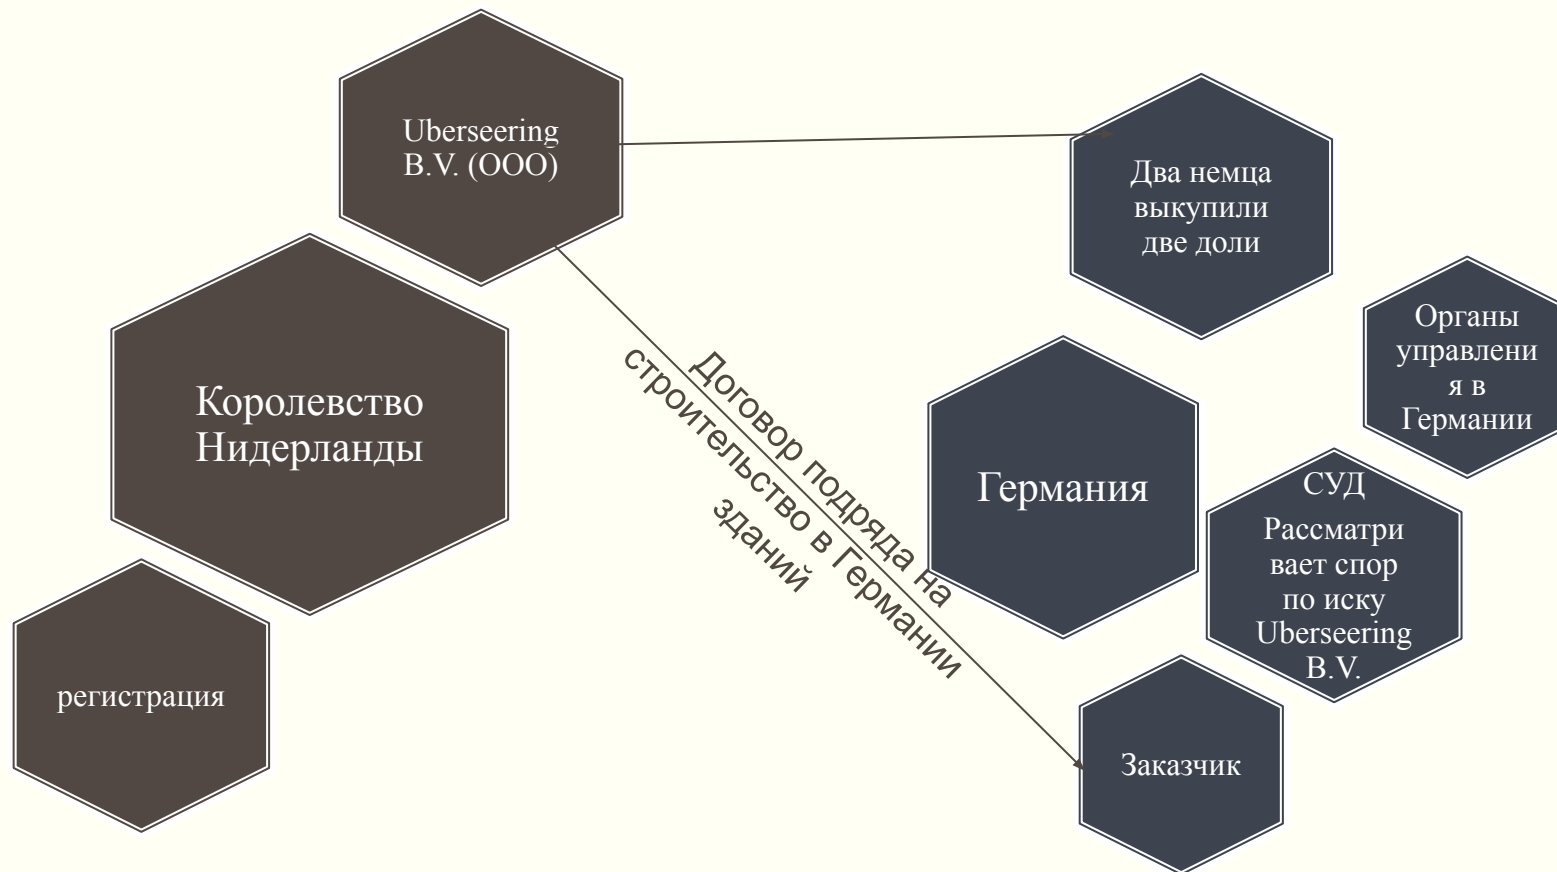 Uberseering
B.V. (ООО)
Два немца
выкупили
две доли
Органы
управлени
я в
Германии
Королевство
Нидерланды
Договор подряда на
строительство в Германии
зданий
Германия
СУД
Рассматри
вает спор
по иску
Uberseering
B.V.
регистрация
Заказчик